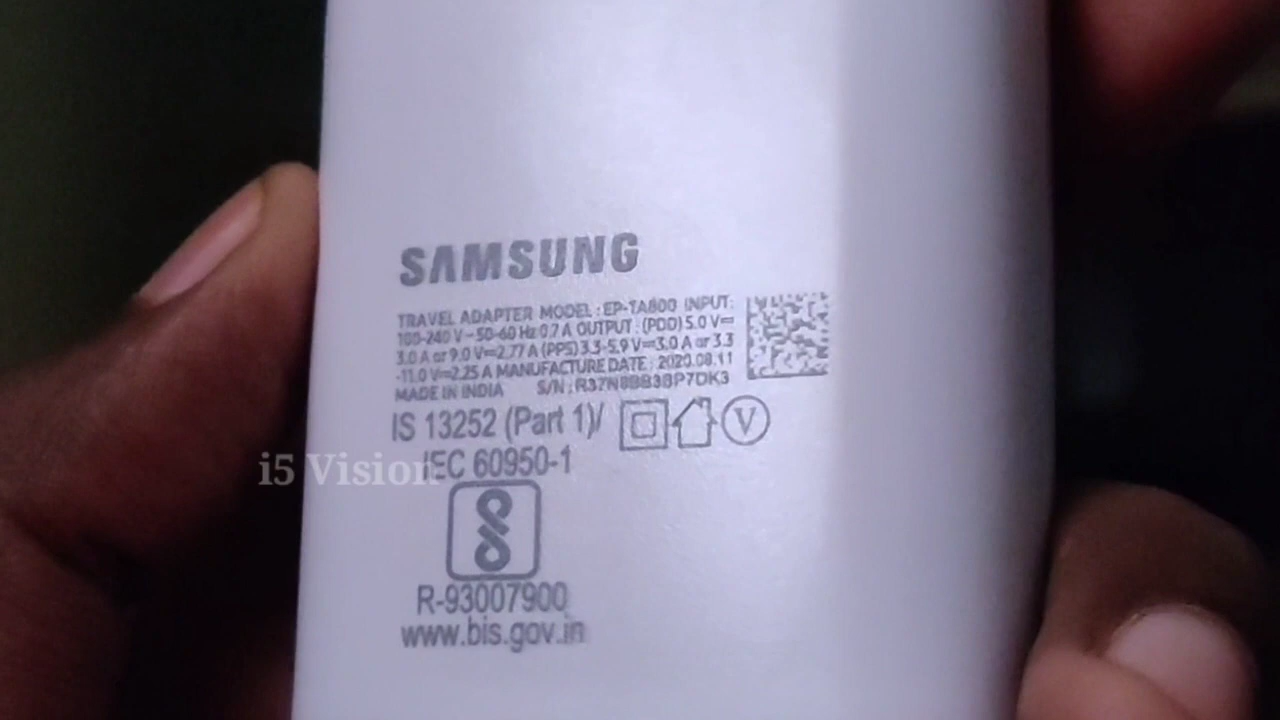 SAMSUNG
TRAVEL ADAPTER MODEL : EP-TA800 INPUT:
100-240 V ~ 50-60 Hz 0.7 A OUTPUT : (PDO) 5.0 V⎓
3.0 A or 9.0 V⎓2.77 A (PPS) 3.3-5.9 V⎓3.0 A or 3.3
-11.0 V⎓2.25 A MANUFACTURE DATE : 2020.08.11
MADE IN INDIA S/N : R37N8BB3BP7DK3
IS 13252 (Part 1)/
V
IEC 60950-1
i5 Vision
R-93007900
www.bis.gov.in